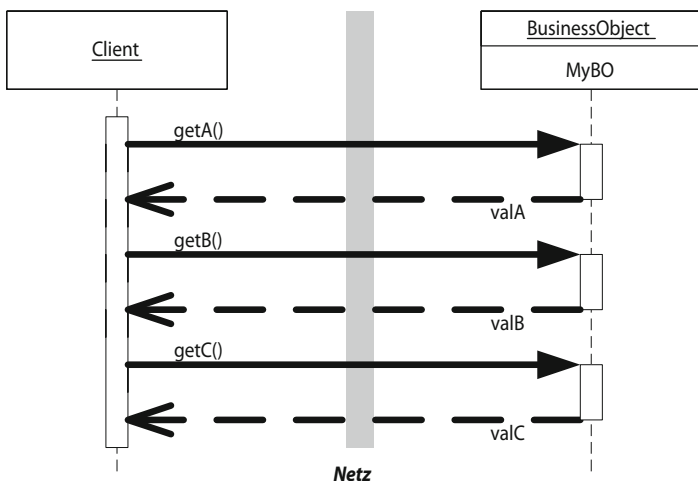 Client
BusinessObject
MyBO
getA()
valA
getB()
valB
getC()
valC
Netz